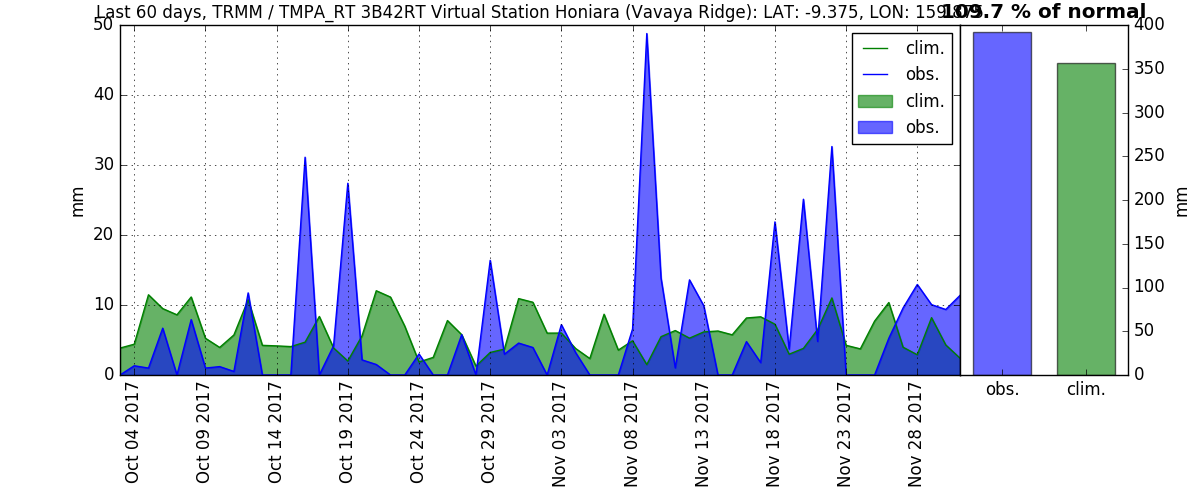 Last 60 days, TRMM / TMPA_RT 3B42RT Virtual Station Honiara (Vavaya Ridge): LAT: -9.375, LON:
109.7 % of normal
50
40
30
20
10
0
mm
clim.
obs.
clim.
obs.
Oct 04 2017
Oct 09 2017
Oct 14 2017
Oct 19 2017
Oct 24 2017
Oct 29 2017
Nov 03 2017
Nov 08 2017
Nov 13 2017
Nov 18 2017
Nov 23 2017
Nov 28 2017
400
350
300
250
200
150
100
50
0
mm
obs.
clim.